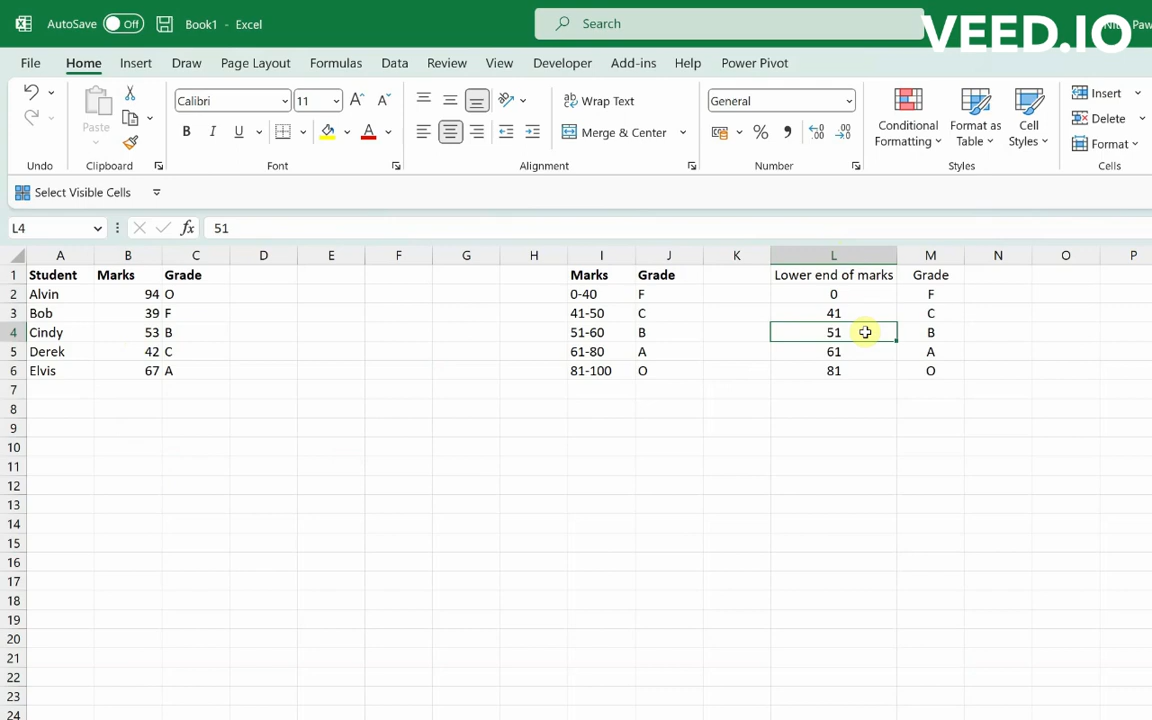 AutoSave Off Book1 - Excel Search VEED.IO
File Home Insert Draw Page Layout Formulas Data Review View Developer Add-ins Help Power Pivot
Calibri 11 Wrap Text General Insert
Paste B I U A Merge & Center % Conditional Formatting Format as Table Cell Styles Delete
Format
Undo Clipboard Font Alignment Number Styles Cells
Select Visible Cells
L4 fx 51
A B C D E F G H I J K L M N O P
1 Student Marks Grade Marks Grade Lower end of marks Grade
2 Alvin 94 O 0-40 F 0 F
3 Bob 39 F 41-50 C 41 C
4 Cindy 53 B 51-60 B 51 B
5 Derek 42 C 61-80 A 61 A
6 Elvis 67 A 81-100 O 81 O
7
8
9
10
11
12
13
14
15
16
17
18
19
20
21
22
23
24